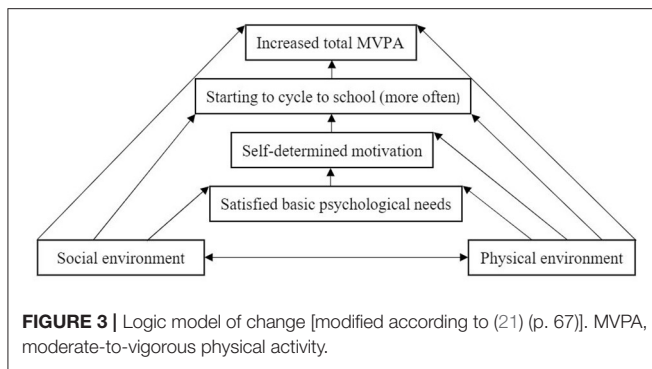 Increased total MVPA
Starting to cycle to school (more often)
Self-determined motivation
Satisfied basic psychological needs
Social environment
Physical environment
FIGURE 3 | Logic model of change [modified according to (21) (p. 67)]. MVPA,
moderate-to-vigorous physical activity.